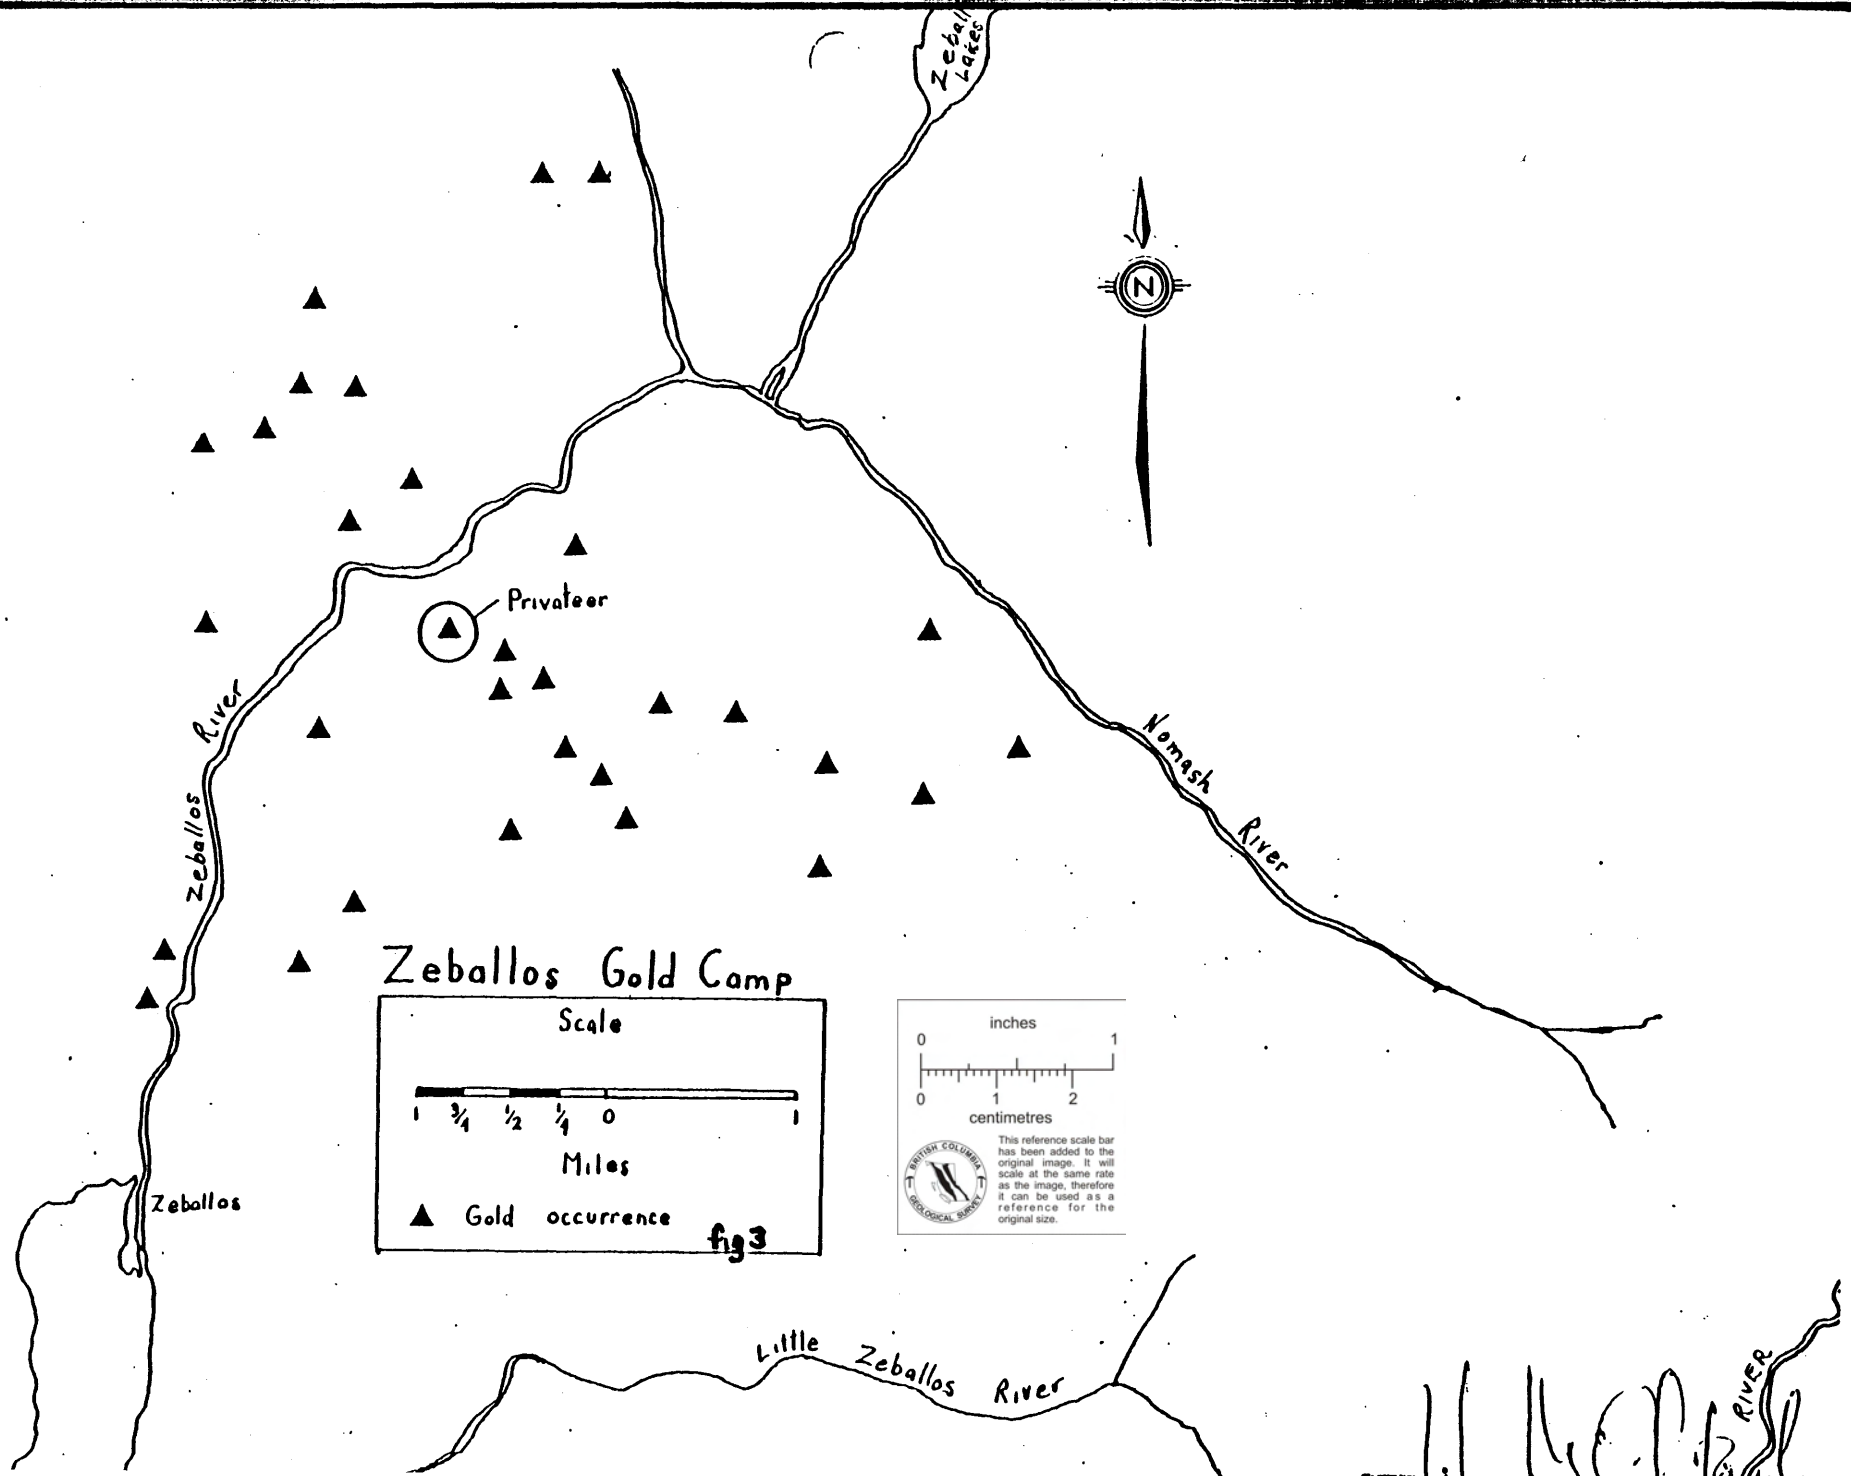 Lakes
N
Privateer
River
Zeballos
Nomash
River
Zeballos Gold Camp
Scale
1 3/4 1/2 1/4 0 1
Miles
Gold occurrence
fig 3
inches
0 1
0 1 2
centimetres
BRITISH COLUMBIA
GEOLOGICAL SURVEY
This reference scale bar
has been added to the
original image. It will
scale at the same rate
as the image, therefore
it can be used as a
reference for the
original size.
Zeballos
Little Zeballos River
RIVER